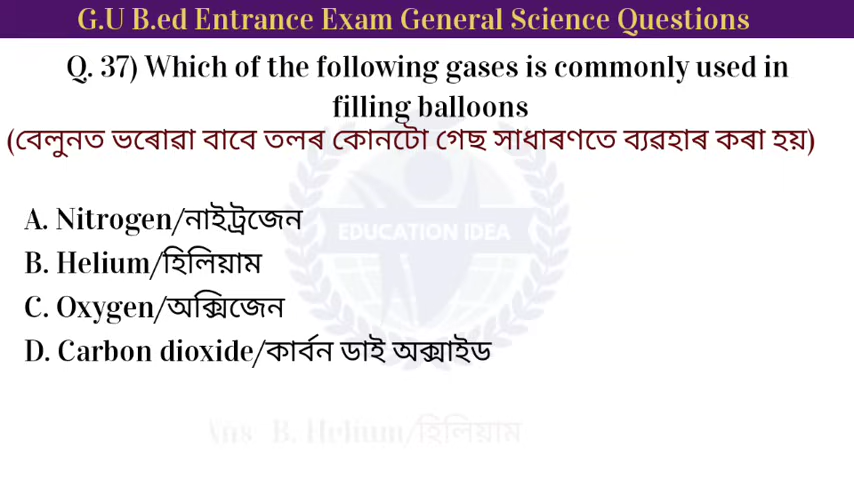 G.U B.ed Entrance Exam General Science Questions
Q. 37) Which of the following gases is commonly used in
filling balloons
(বেলুনত ভৰোৱা বাবে তলৰ কোনটো গেছ সাধাৰণতে ব্যৱহাৰ কৰা হয়)
EDUCATION IDEA
A. Nitrogen/নাইট্ৰজেন
B. Helium/হিলিয়াম
C. Oxygen/অক্সিজেন
D. Carbon dioxide/কাৰ্বন ডাই অক্সাইড
Ans B. Helium/হিলিয়াম